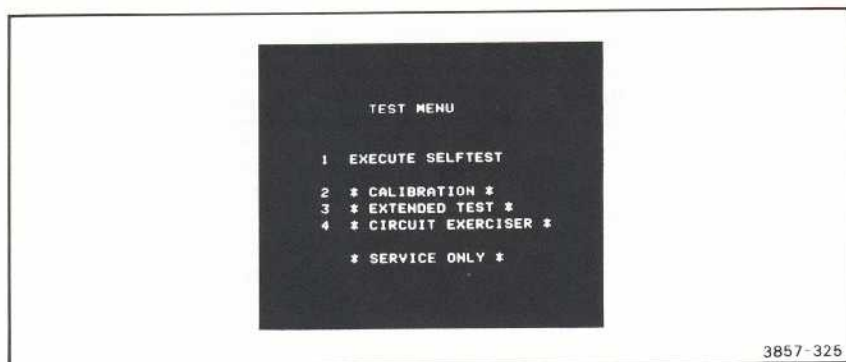 TEST MENU
1 EXECUTE SELFTEST
2 * CALIBRATION *
3 * EXTENDED TEST *
4 * CIRCUIT EXERCISER *
* SERVICE ONLY *
3857-325